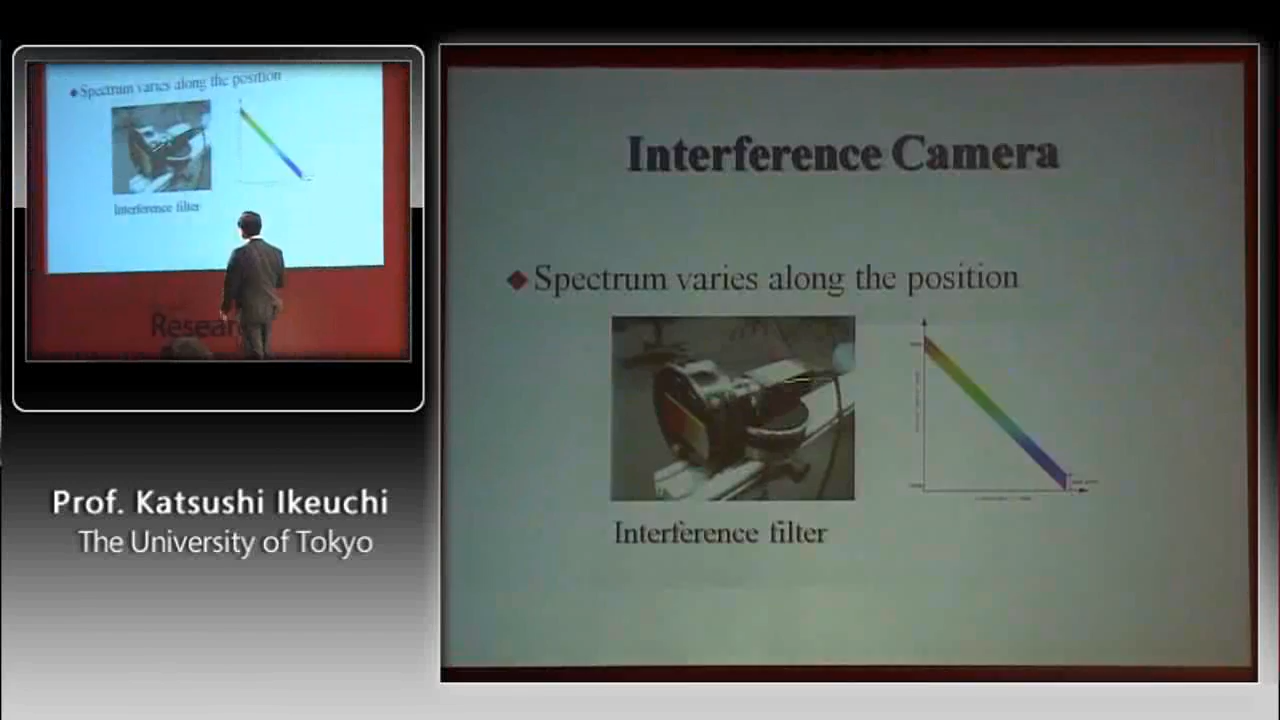 Spectrum varies along the position
Interference filter
Resear
Prof. Katsushi Ikeuchi
The University of Tokyo
Interference Camera
Spectrum varies along the position
Interference filter